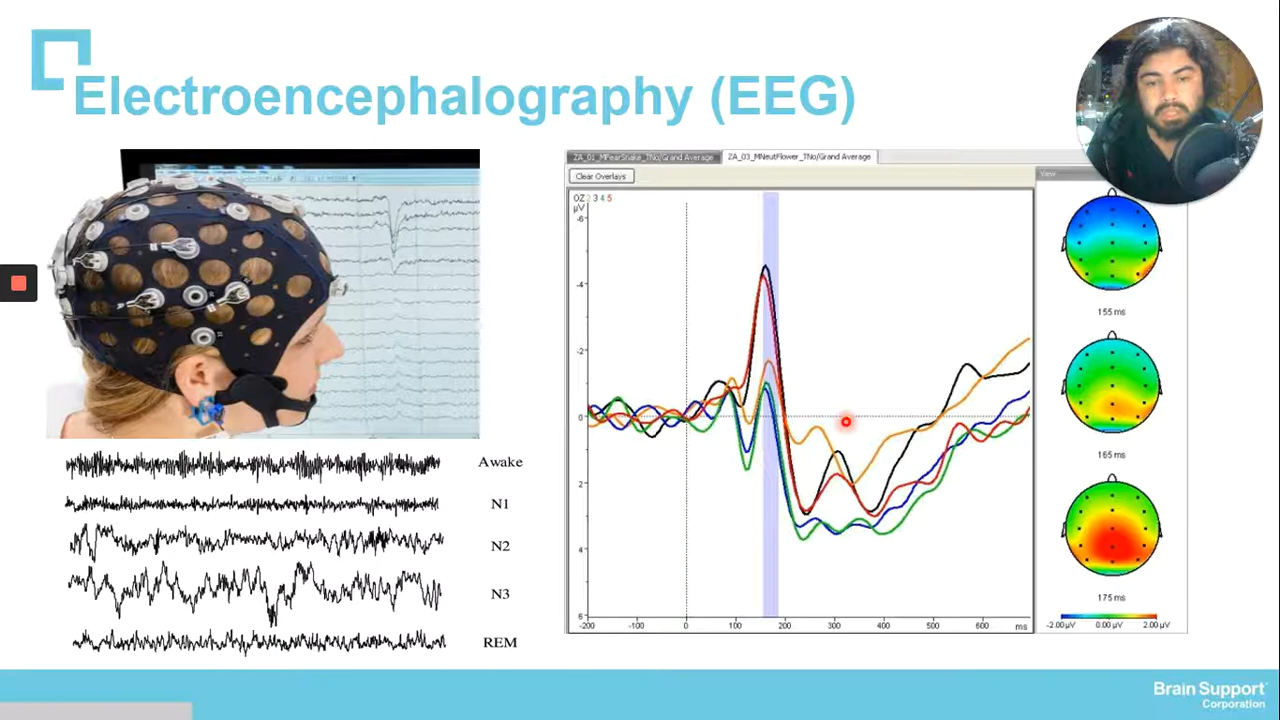 Electroencephalography (EEG)
Awake
N1
N2
N3
REM
ZA_01_MFearSnake_TNo/Grand Average
ZA_03_MNeutFlower_TNo/Grand Average
Clear Overlays
View
OZ 2 3 4 5
µV
-6
-4
-2
0
2
4
6
-200 -100 0 100 200 300 400 500 600 ms
155 ms
165 ms
175 ms
-2.00 µV 0.00 µV 2.00 µV
Brain Support
Corporation